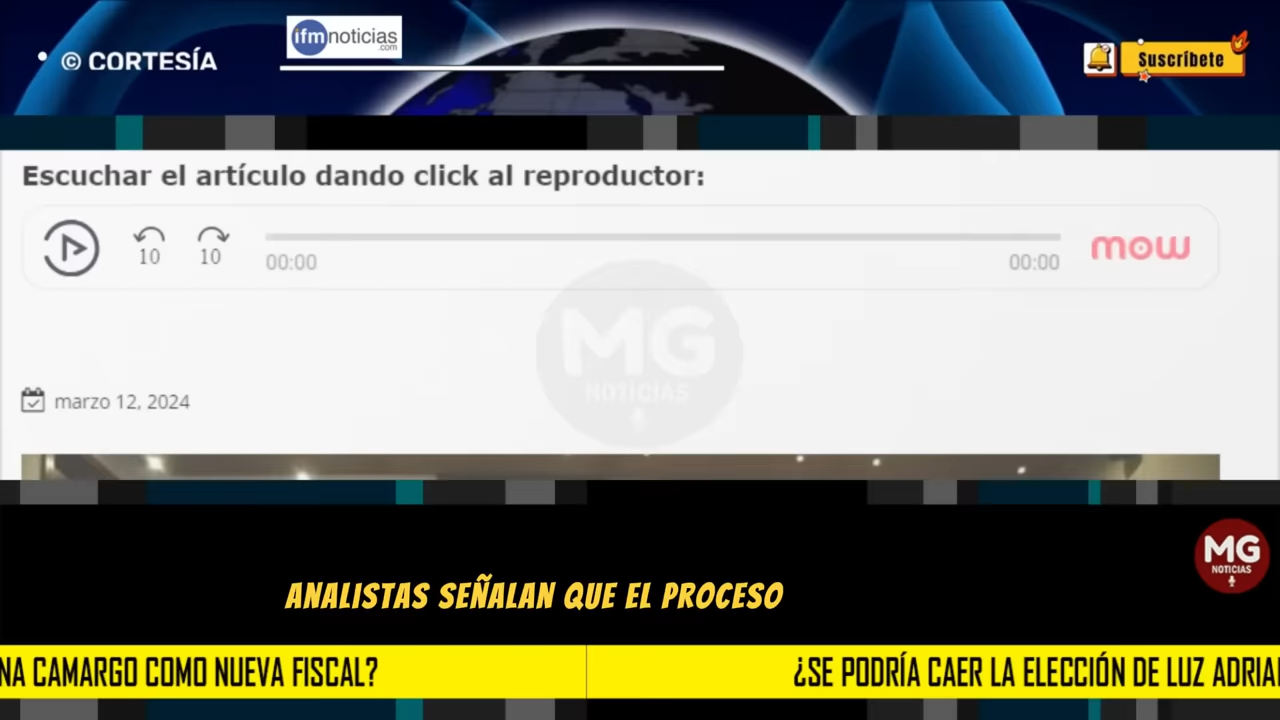 © CORTESÍA
ifmnoticias
.com
Suscríbete
Escuchar el artículo dando click al reproductor:
10
10
00:00
00:00
mow
MG
NOTICIAS
marzo 12, 2024
MG
NOTICIAS
ANALISTAS SEÑALAN QUE EL PROCESO
NA CAMARGO COMO NUEVA FISCAL?
¿SE PODRÍA CAER LA ELECCIÓN DE LUZ ADRIA